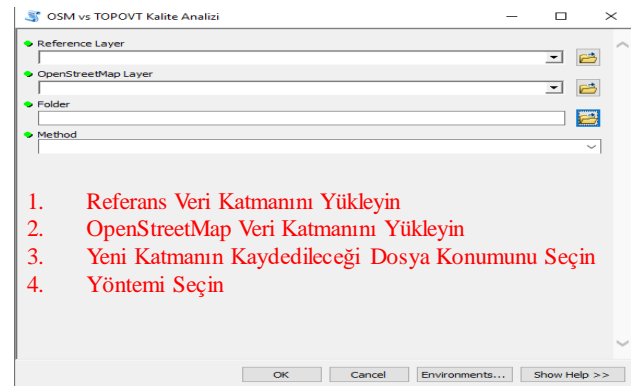 OSM vs TOPOVT Kalite Analizi
Reference Layer
OpenStreetMap Layer
Folder
Method
1. Referans Veri Katmanını Yükleyin
2. OpenStreetMap Veri Katmanını Yükleyin
3. Yeni Katmanın Kaydedileceği Dosya Konumunu Seçin
4. Yöntemi Seçin
OK Cancel Environments... Show Help >>